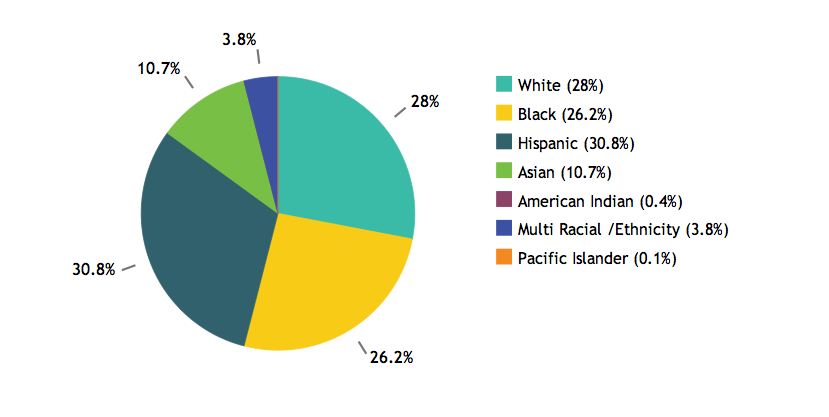 3.8%
10.7%
28%
30.8%
26.2%
White (28%)
Black (26.2%)
Hispanic (30.8%)
Asian (10.7%)
American Indian (0.4%)
Multi Racial /Ethnicity (3.8%)
Pacific Islander (0.1%)